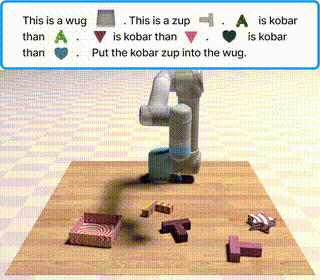 This is a wug . This is a zup . A is kobar
than A . is kobar than . is kobar
than . Put the kobar zup into the wug.